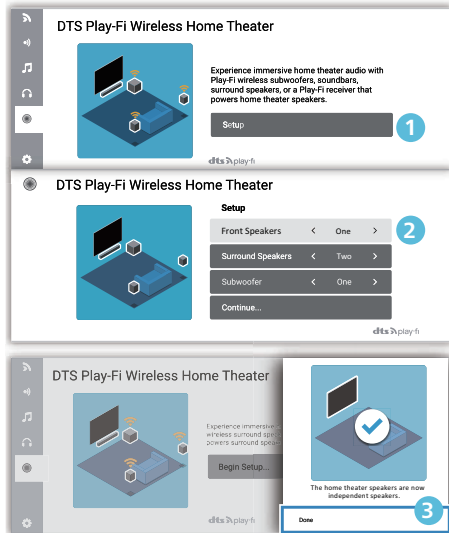 DTS Play-Fi Wireless Home Theater
Experience immersive home theater audio with
Play-Fi wireless subwoofers, soundbars,
surround speakers, or a Play-Fi receiver that
powers home theater speakers.
Setup
1
dts play-fi
DTS Play-Fi Wireless Home Theater
Setup
Front Speakers < One >
2
Surround Speakers < Two >
Subwoofer < One >
Continue...
dts play-fi
DTS Play-Fi Wireless Home Theater
Experience immersive
wireless surround
powers surround
Begin Setup...
dts play-fi
The home theater speakers are now
independent speakers.
Done
3